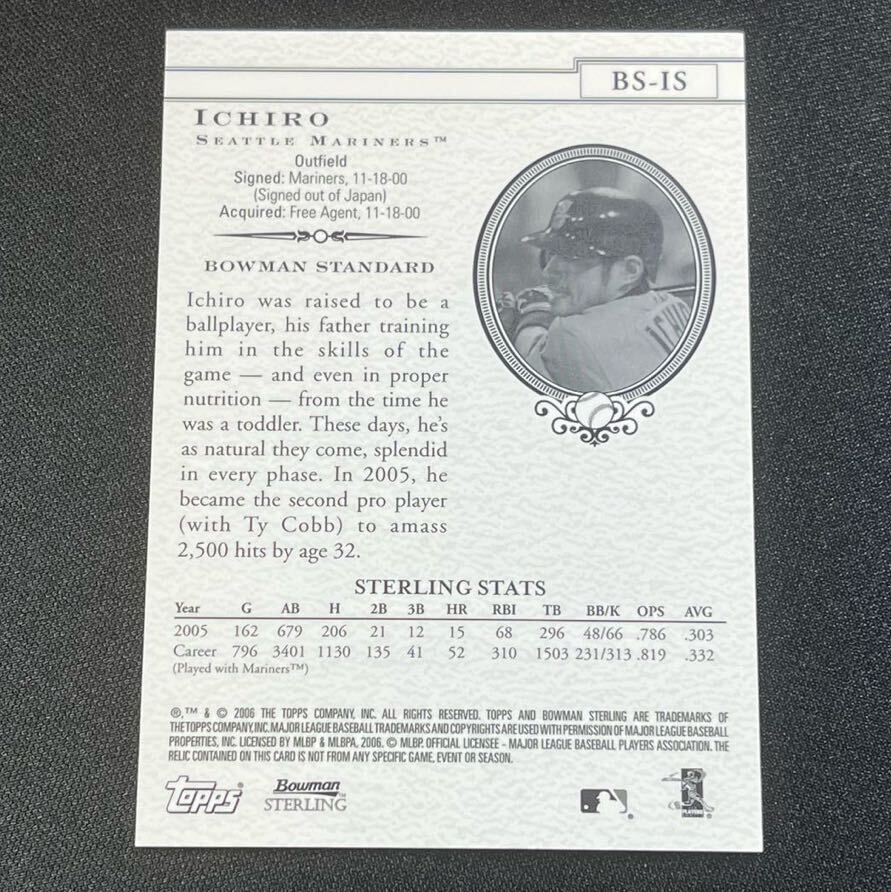 BS-IS
ICHIRO
SEATTLE MARINERS™
Outfield
Signed: Mariners, 11-18-00
(Signed out of Japan)
Acquired: Free Agent, 11-18-00
BOWMAN STANDARD
Ichiro was raised to be a
ballplayer, his father training
him in the skills of the
game — and even in proper
nutrition — from the time he
was a toddler. These days, he's
as natural they come, splendid
in every phase. In 2005, he
became the second pro player
(with Ty Cobb) to amass
2,500 hits by age 32.
ICHI
STERLING STATS
Year G AB H 2B 3B HR RBI TB BB/K OPS AVG
2005 162 679 206 21 12 15 68 296 48/66 .786 .303
Career 796 3401 1130 135 41 52 310 1503 231/313 .819 .332
(Played with Mariners™)
®,™ & © 2006 THE TOPPS COMPANY, INC. ALL RIGHTS RESERVED. TOPPS AND BOWMAN STERLING ARE TRADEMARKS OF
THE TOPPS COMPANY, INC. MAJOR LEAGUE BASEBALL TRADEMARKS AND COPYRIGHTS ARE USED WITH PERMISSION OF MAJOR LEAGUE BASEBALL
PROPERTIES, INC. LICENSED BY MLBP & MLBPA, 2006. © MLBP. OFFICIAL LICENSEE - MAJOR LEAGUE BASEBALL PLAYERS ASSOCIATION. THE
RELIC CONTAINED ON THIS CARD IS NOT FROM ANY SPECIFIC GAME, EVENT OR SEASON.
Topps®
Bowman™
STERLING